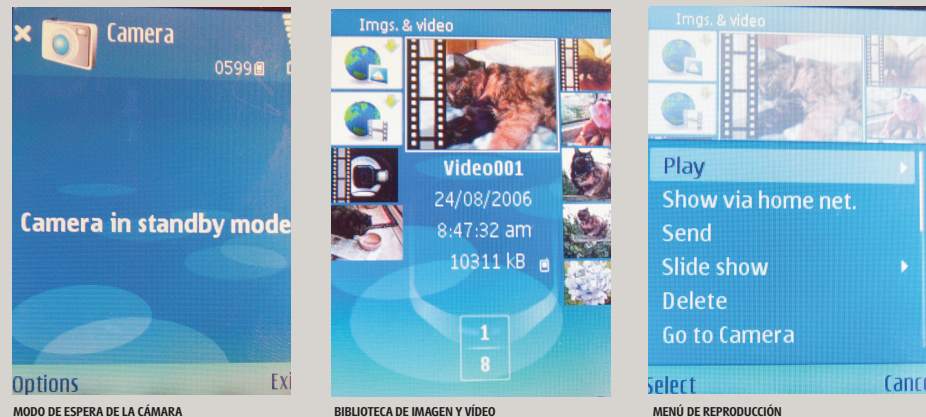 Camera
0599
Camera in standby mode
Options
MODO DE ESPERA DE LA CÁMARA
Imgs. & video
Video001
24/08/2006
8:47:32 am
10311 kB
1
8
BIBLIOTECA DE IMAGEN Y VÍDEO
Imgs. & video
Play
Show via home net.
Send
Slide show
Delete
Go to Camera
Select
MENÚ DE REPRODUCCIÓN